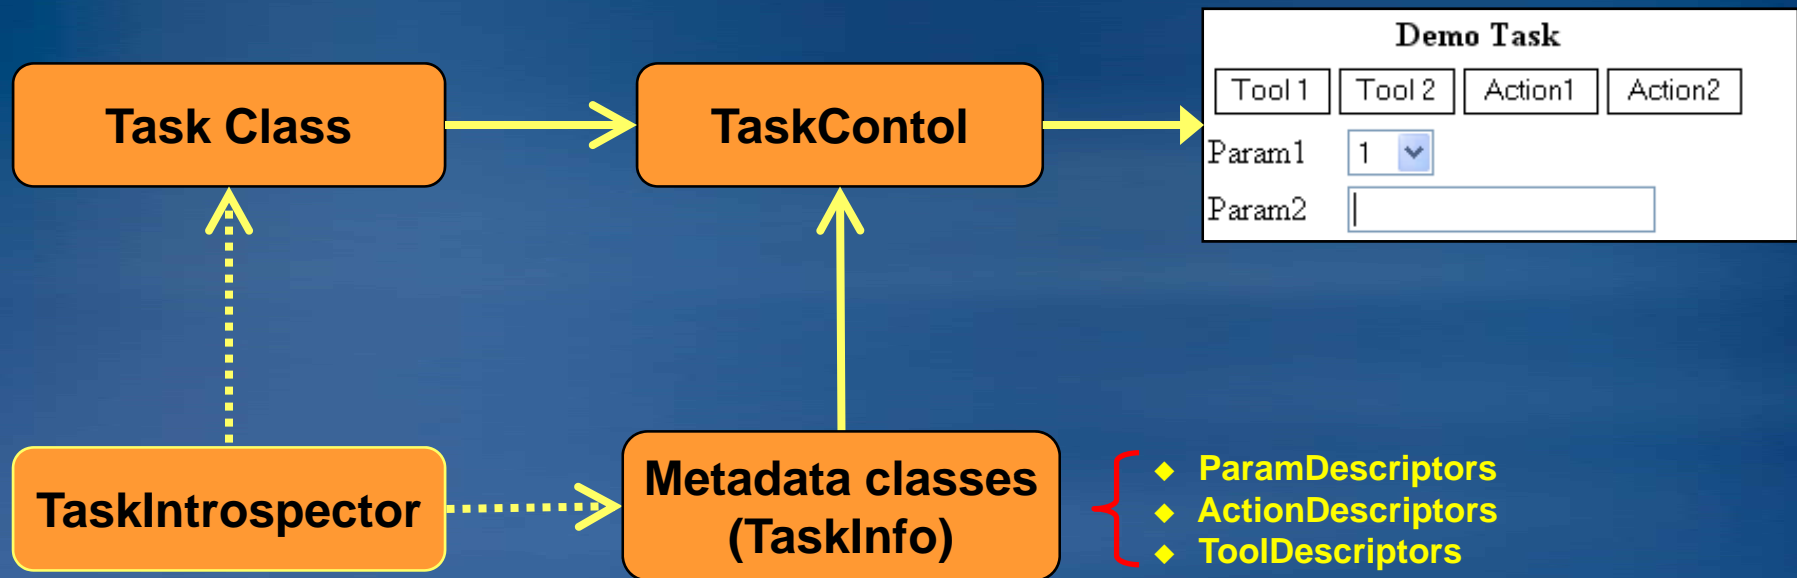 Task Class
TaskContol
Demo Task
Tool 1 Tool 2 Action1 Action2
Param1 1
Param2
TaskIntrospector
Metadata classes
(TaskInfo)
ParamDescriptors
ActionDescriptors
ToolDescriptors